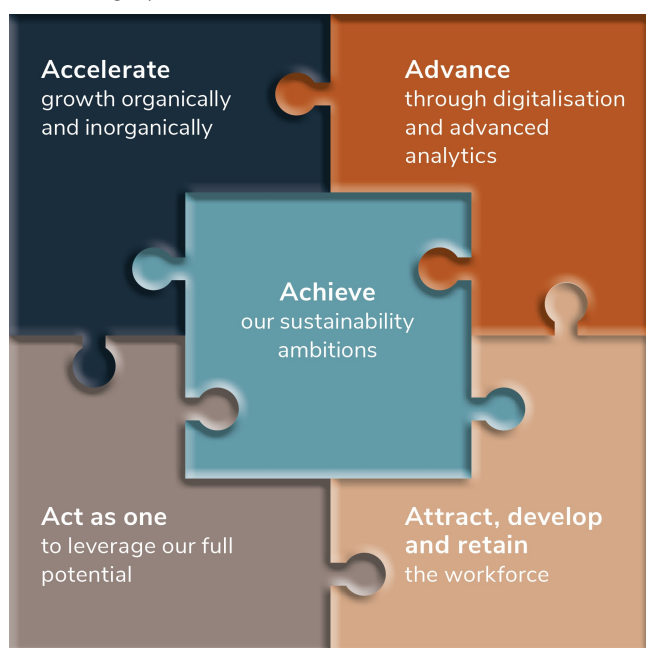 Accelerate
growth organically
and inorganically
Advance
through digitalisation
and advanced
analytics
Achieve
our sustainability
ambitions
Act as one
to leverage our full
potential
Attract, develop
and retain
the workforce